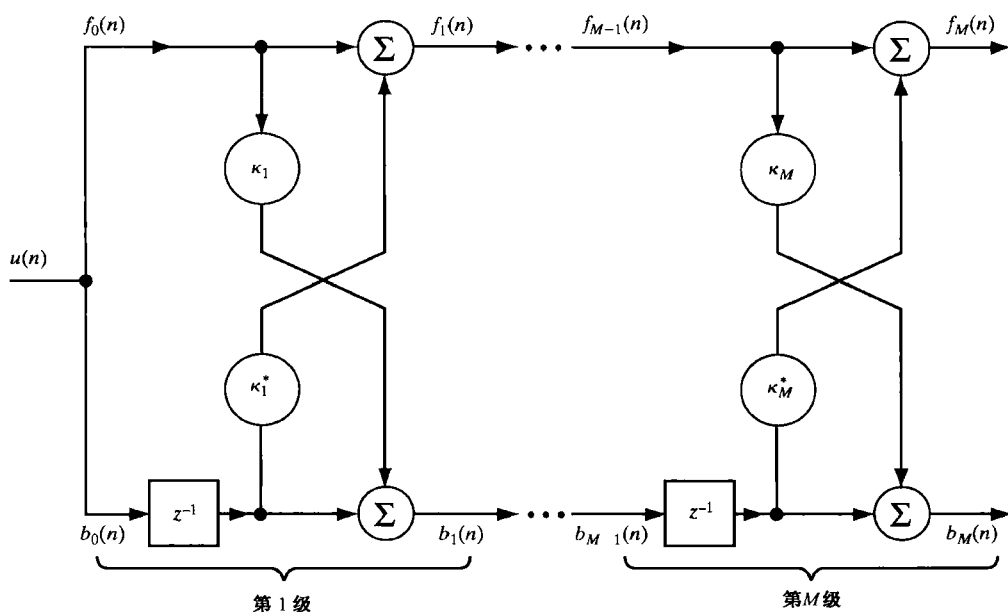 f₀(n) f₁(n) f_{M-1}(n) f_M(n)
Σ Σ
κ₁ κ_M
u(n)
κ₁* κ_M*
z⁻¹ Σ z⁻¹ Σ
b₀(n) b₁(n) b_{M-1}(n) b_M(n)
第 1 级 第M 级